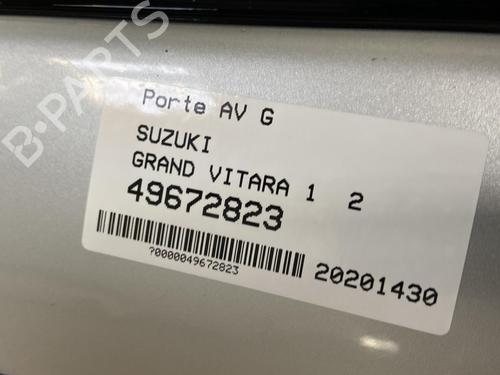 B-PARTS
Porte AV G
SUZUKI
GRAND VITARA 1 2
49672823
?0000049672823
20201430